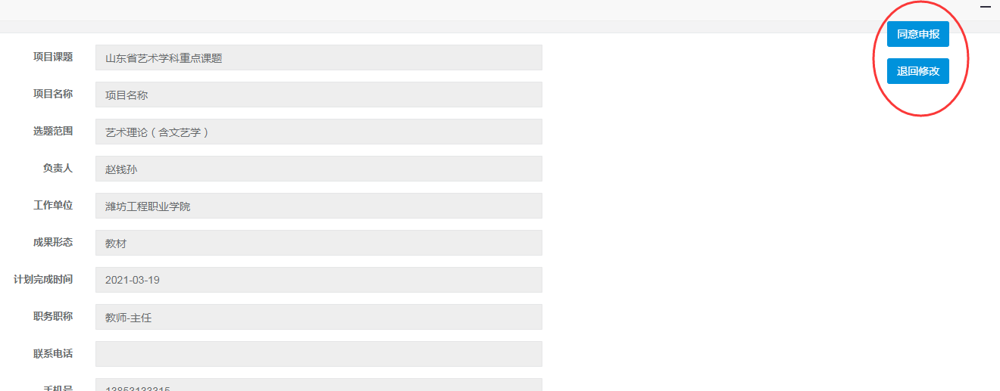 同意申报
退回修改
项目课题 山东省艺术学科重点课题
项目名称 项目名称
选题范围 艺术理论（含文艺学）
负责人 赵钱孙
工作单位 潍坊工程职业学院
成果形态 教材
计划完成时间 2021-03-19
职务职称 教师-主任
联系电话
手机号 13853133315